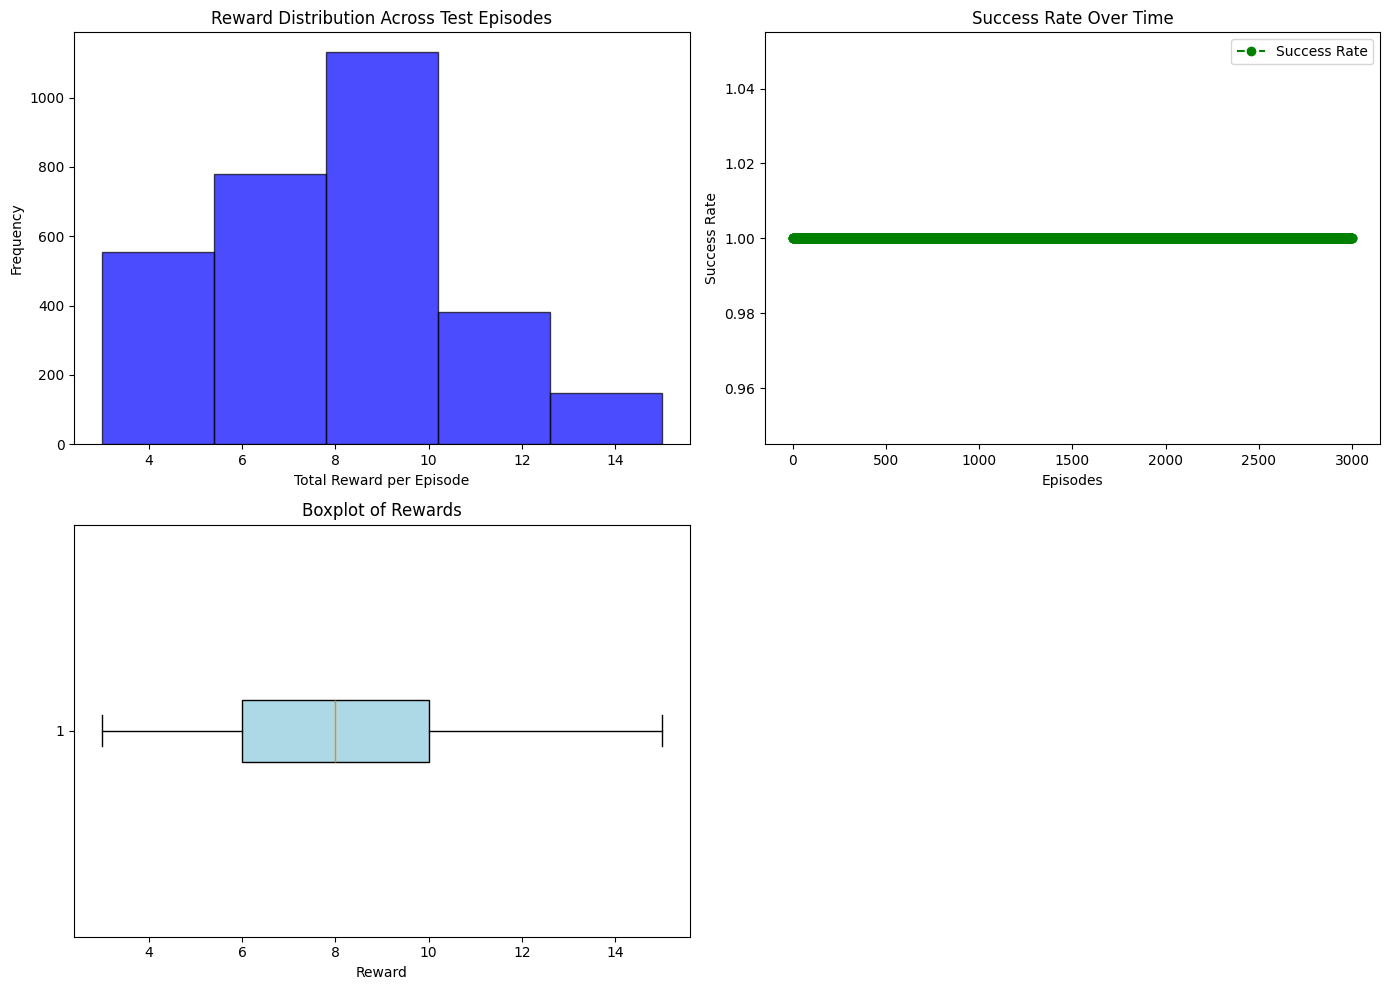 Reward Distribution Across Test Episodes
Frequency
1000
800
600
400
200
0
4 6 8 10 12 14
Total Reward per Episode
Success Rate Over Time
Success Rate
Success Rate
1.04
1.02
1.00
0.98
0.96
0 500 1000 1500 2000 2500 3000
Episodes
Boxplot of Rewards
1
4 6 8 10 12 14
Reward